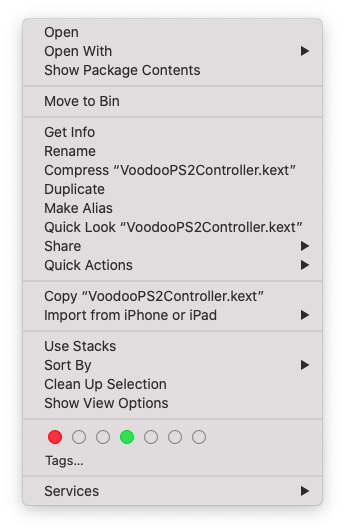 Open
Open With
Show Package Contents
Move to Bin
Get Info
Rename
Compress “VoodooPS2Controller.kext”
Duplicate
Make Alias
Quick Look “VoodooPS2Controller.kext”
Share
Quick Actions
Copy “VoodooPS2Controller.kext”
Import from iPhone or iPad
Use Stacks
Sort By
Clean Up Selection
Show View Options
Tags...
Services